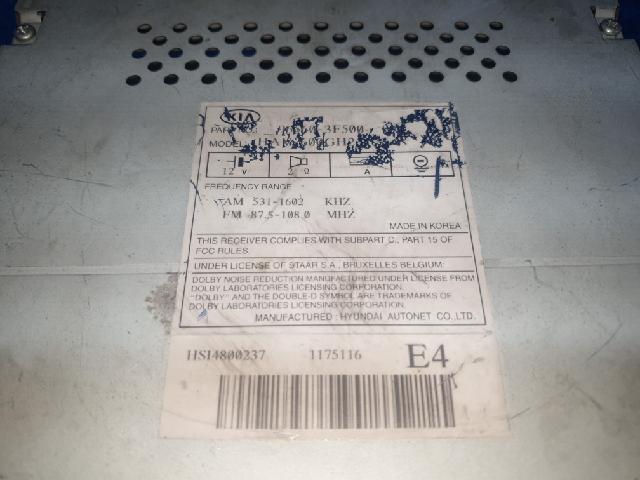 KIA
PART NO.
MODEL
12 V Ω A
FREQUENCY RANGE
AM 531-1602 KHZ
FM 87.5-108.0 MHZ
MADE IN KOREA
THIS RECEIVER COMPLIES WITH SUBPART C, PART 15 OF
FCC RULES.
UNDER LICENSE OF STAAR S.A., BRUXELLES BELGIUM:
DOLBY NOISE REDUCTION MANUFACTURED UNDER LICENSE FROM
DOLBY LABORATORIES LICENSING CORPORATION.
"DOLBY" AND THE DOUBLE-D SYMBOL ARE TRADEMARKS OF
DOLBY LABORATORIES LICENSING CORPORATION.
MANUFACTURED : HYUNDAI AUTONET CO.,LTD.
HSI4800237 1175116 E4